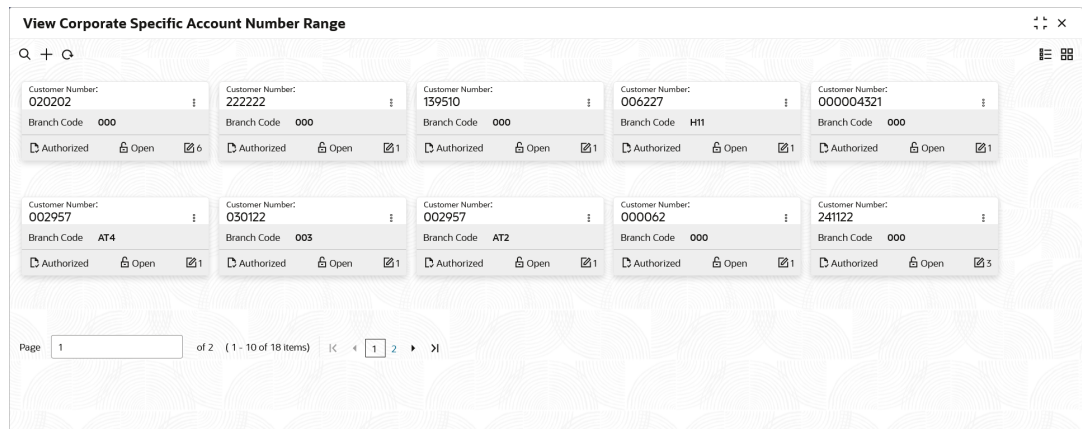 View Corporate Specific Account Number Range
Customer Number: Customer Number: Customer Number: Customer Number: Customer Number:
020202 222222 139510 006227 000004321
Branch Code 000 Branch Code 000 Branch Code 000 Branch Code H11 Branch Code 000
Authorized Open 6 Authorized Open 1 Authorized Open 1 Authorized Open 1 Authorized Open 1
Customer Number: Customer Number: Customer Number: Customer Number: Customer Number:
002957 030122 002957 000062 241122
Branch Code AT4 Branch Code 003 Branch Code AT2 Branch Code 000 Branch Code 000
Authorized Open 1 Authorized Open 1 Authorized Open 1 Authorized Open 1 Authorized Open 3
Page 1 of 2 ( 1 - 10 of 18 items) 1 2